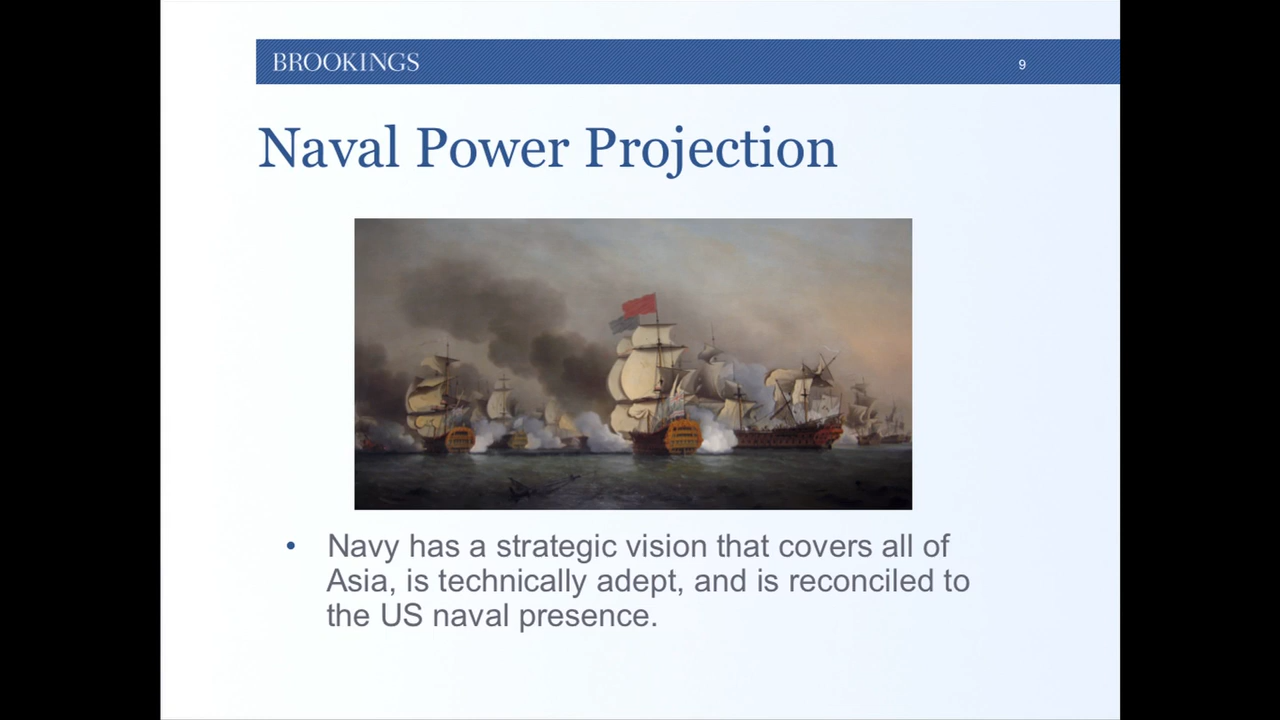 BROOKINGS
9
Naval Power Projection
• Navy has a strategic vision that covers all of
Asia, is technically adept, and is reconciled to
the US naval presence.